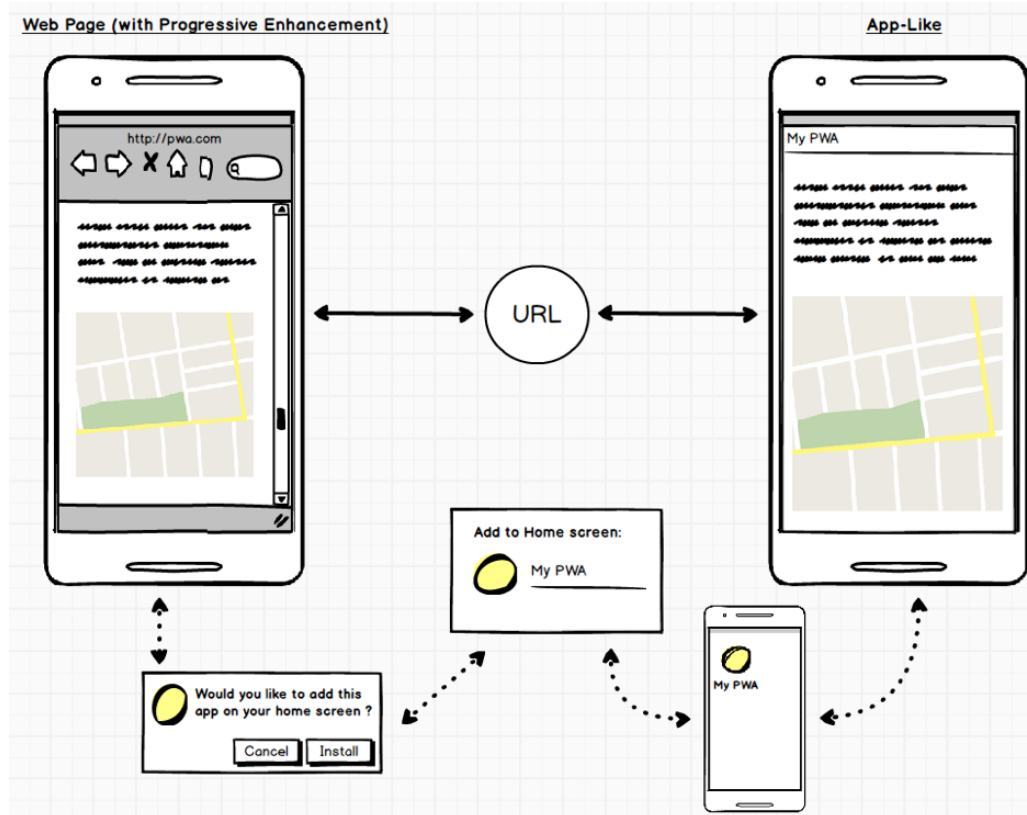 Web Page (with Progressive Enhancement)
App-Like
http://pwa.com
My PWA
URL
Add to Home screen:
My PWA
Would you like to add this
app on your home screen ?
Cancel
Install
My PWA